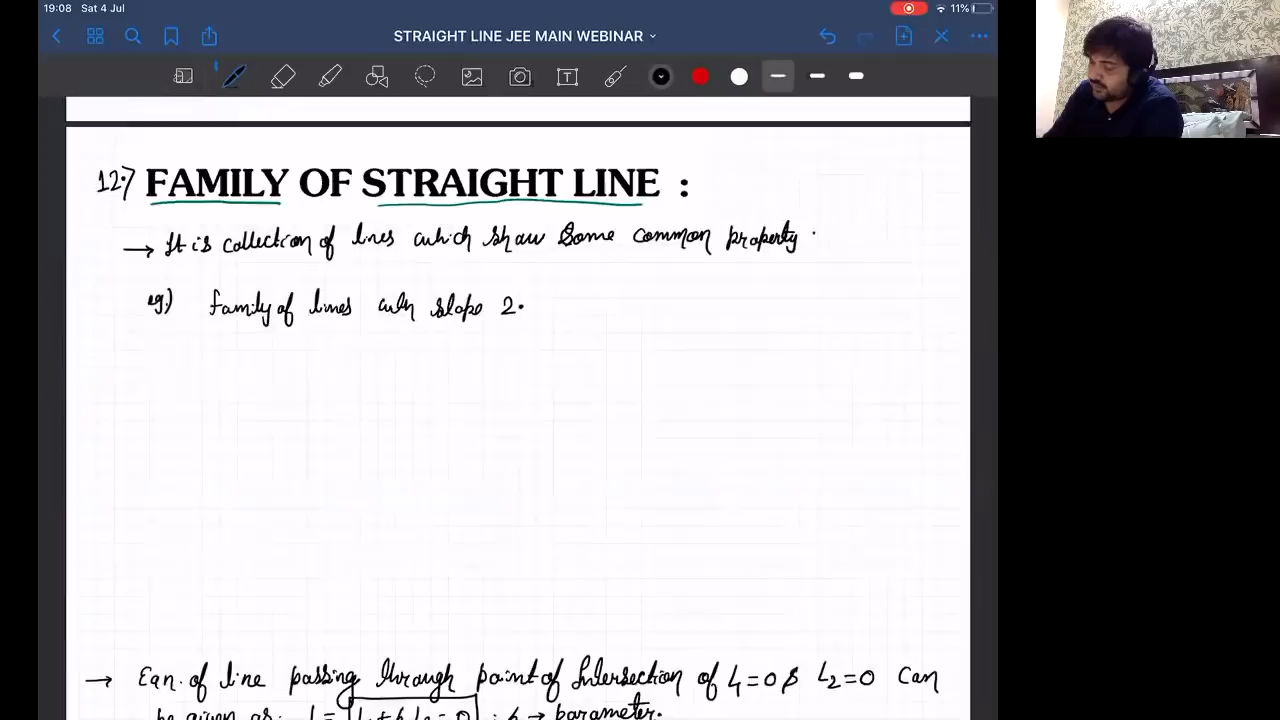 19:08 Sat 4 Jul
11%
STRAIGHT LINE JEE MAIN WEBINAR
12.) FAMILY OF STRAIGHT LINE :
→ It is collection of lines which show some common property.
eg.) family of lines with slope 2.
→ Eqn. of line passing through point of Intersection of L1=0 & L2=0 can
be given as: L = L1+λL2=0 ; λ → parameter.